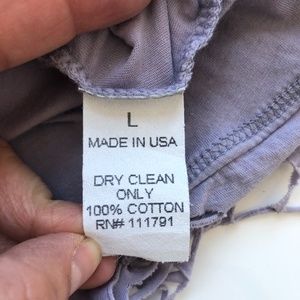 L
MADE IN USA
DRY CLEAN
ONLY
100% COTTON
RN# 111791